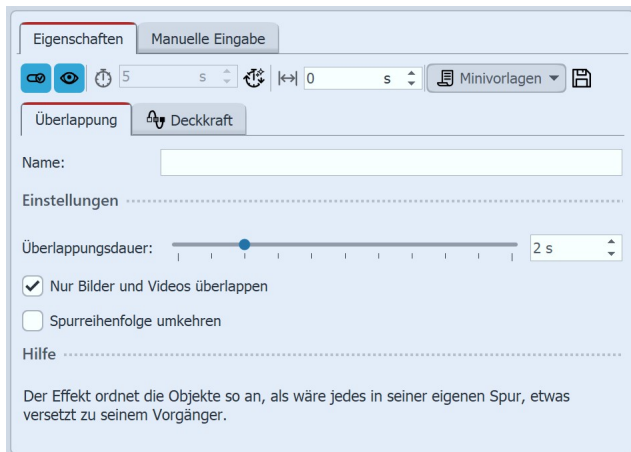 Eigenschaften Manuelle Eingabe
5 s 0 s Minivorlagen
Überlappung Deckkraft
Name:
Einstellungen
Überlappungsdauer: 2 s
Nur Bilder und Videos überlappen
Spurreihenfolge umkehren
Hilfe
Der Effekt ordnet die Objekte so an, als wäre jedes in seiner eigenen Spur, etwas
versetzt zu seinem Vorgänger.